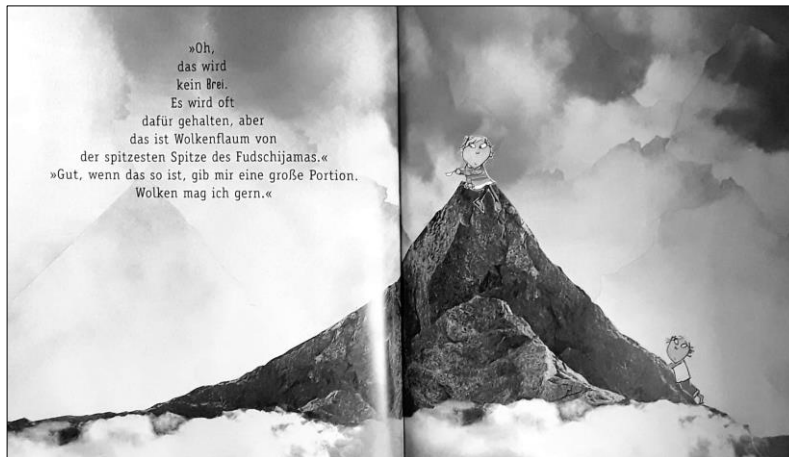 »Oh,
das wird
kein Brei.
Es wird oft
dafür gehalten, aber
das ist Wolkenflaum von
der spitzesten Spitze des Fudschijamas.«
»Gut, wenn das so ist, gib mir eine große Portion.
Wolken mag ich gern.«